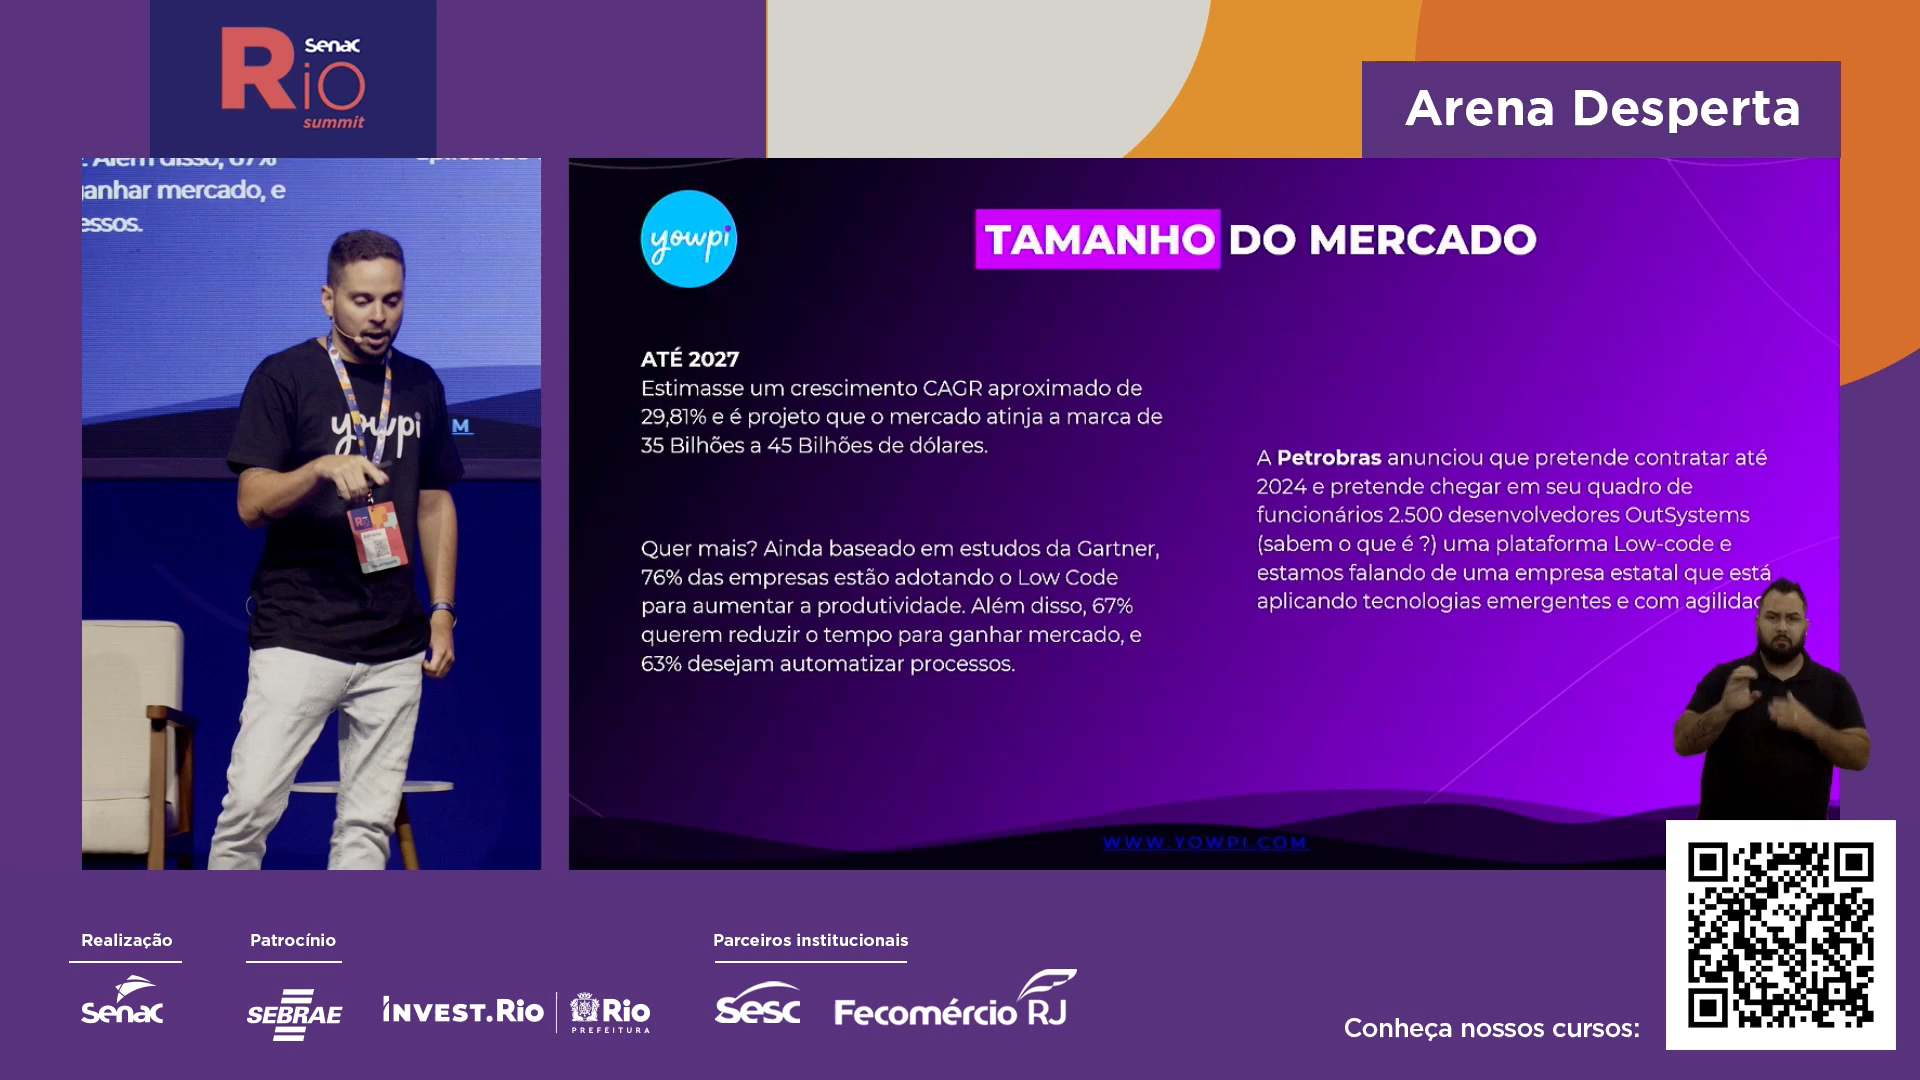 Senac
Rio
summit
Arena Desperta
. Além disso, 67%
ganhar mercado, e
essos.
yowpi
M
yowpi
TAMANHO DO MERCADO
ATÉ 2027
Estimasse um crescimento CAGR aproximado de
29,81% e é projeto que o mercado atinja a marca de
35 Bilhões a 45 Bilhões de dólares.
Quer mais? Ainda baseado em estudos da Gartner,
76% das empresas estão adotando o Low Code
para aumentar a produtividade. Além disso, 67%
querem reduzir o tempo para ganhar mercado, e
63% desejam automatizar processos.
A Petrobras anunciou que pretende contratar até
2024 e pretende chegar em seu quadro de
funcionários 2.500 desenvolvedores OutSystems
(sabem o que é ?) uma plataforma Low-code e
estamos falando de uma empresa estatal que está
aplicando tecnologias emergentes e com agilidad
WWW.YOWPI.COM
Realização
Senac
Patrocínio
SEBRAE
INVEST.Rio
Rio
PREFEITURA
Parceiros institucionais
Sesc
Fecomércio RJ
Conheça nossos cursos: